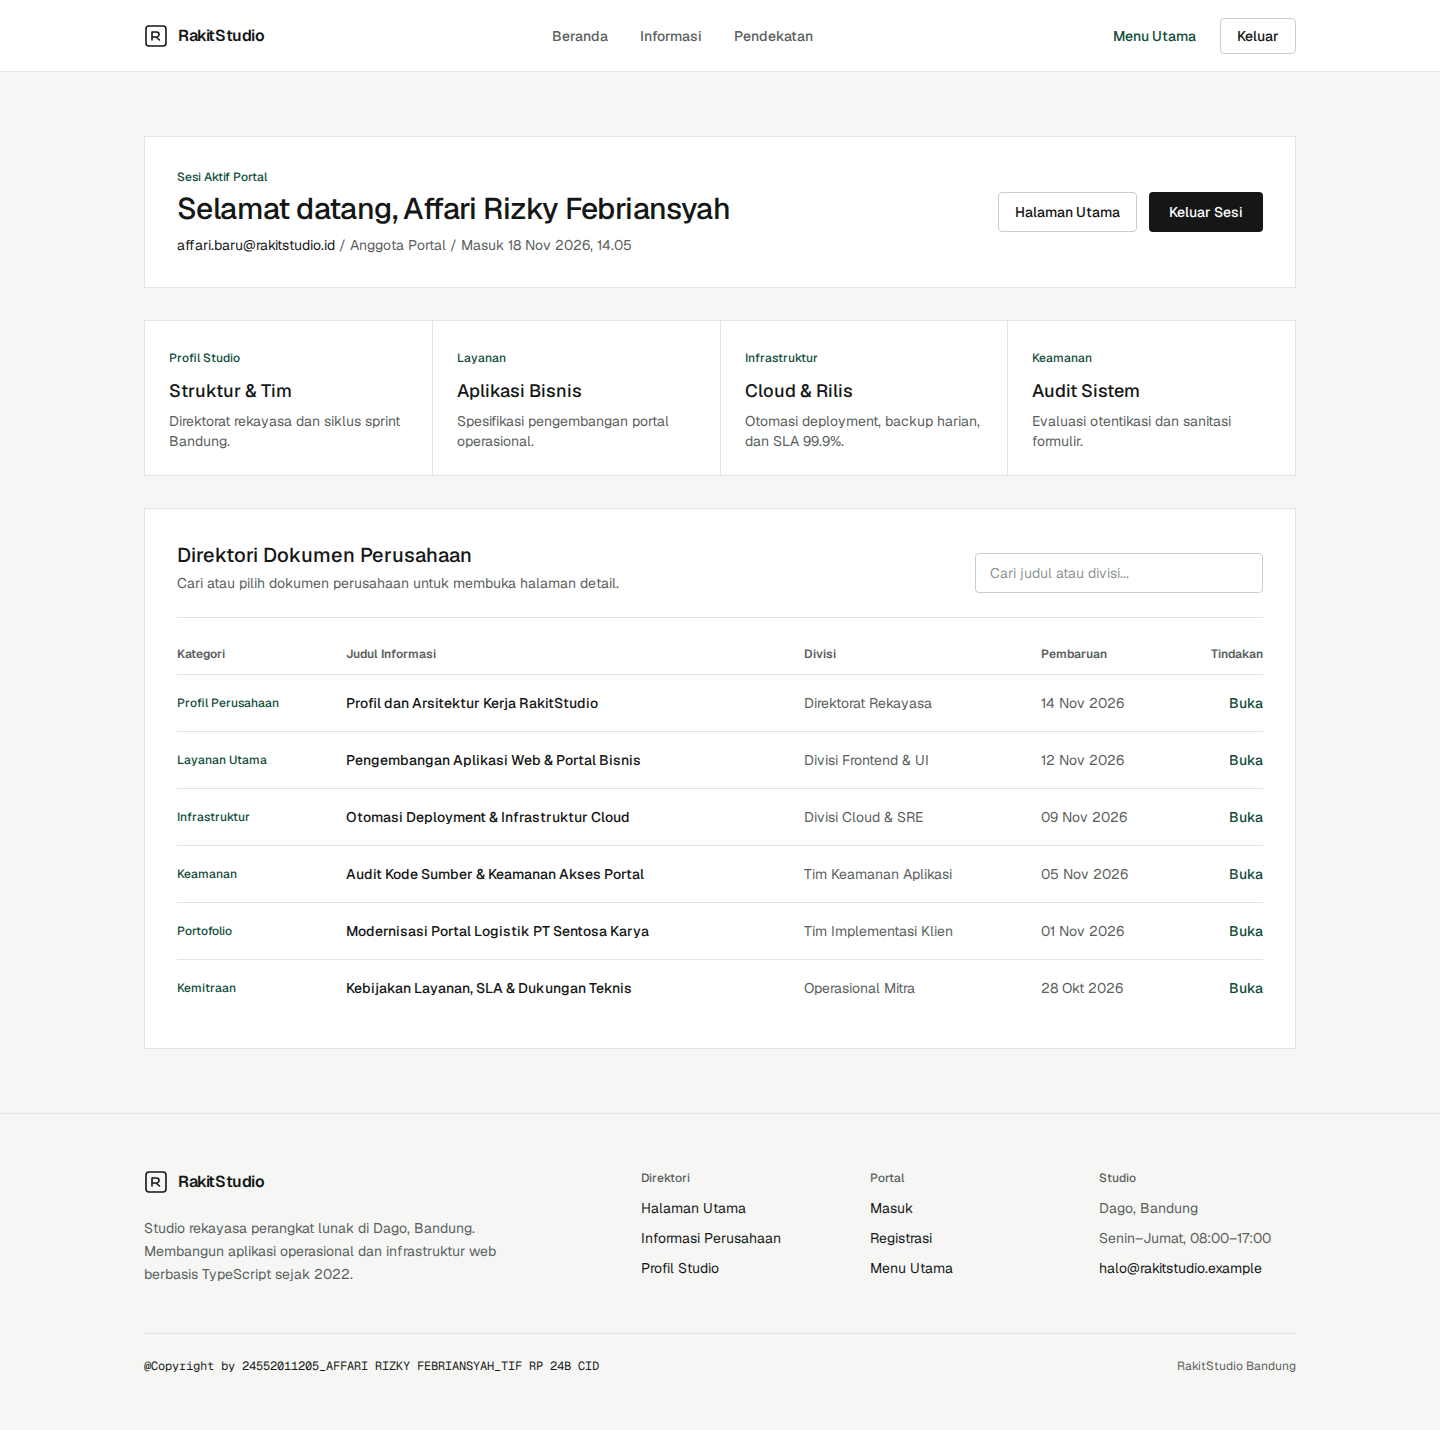 R RakitStudio
Beranda Informasi Pendekatan
Menu Utama Keluar
Sesi Aktif Portal
Selamat datang, Affari Rizky Febriansyah
affari.baru@rakitstudio.id / Anggota Portal / Masuk 18 Nov 2026, 14.05
Halaman Utama Keluar Sesi
Profil Studio
Struktur & Tim
Direktorat rekayasa dan siklus sprint
Bandung.
Layanan
Aplikasi Bisnis
Spesifikasi pengembangan portal
operasional.
Infrastruktur
Cloud & Rilis
Otomasi deployment, backup harian,
dan SLA 99.9%.
Keamanan
Audit Sistem
Evaluasi otentikasi dan sanitasi
formulir.
Direktori Dokumen Perusahaan
Cari atau pilih dokumen perusahaan untuk membuka halaman detail.
Cari judul atau divisi...
Kategori Judul Informasi Divisi Pembaruan Tindakan
Profil Perusahaan Profil dan Arsitektur Kerja RakitStudio Direktorat Rekayasa 14 Nov 2026 Buka
Layanan Utama Pengembangan Aplikasi Web & Portal Bisnis Divisi Frontend & UI 12 Nov 2026 Buka
Infrastruktur Otomasi Deployment & Infrastruktur Cloud Divisi Cloud & SRE 09 Nov 2026 Buka
Keamanan Audit Kode Sumber & Keamanan Akses Portal Tim Keamanan Aplikasi 05 Nov 2026 Buka
Portofolio Modernisasi Portal Logistik PT Sentosa Karya Tim Implementasi Klien 01 Nov 2026 Buka
Kemitraan Kebijakan Layanan, SLA & Dukungan Teknis Operasional Mitra 28 Okt 2026 Buka
R RakitStudio
Studio rekayasa perangkat lunak di Dago, Bandung.
Membangun aplikasi operasional dan infrastruktur web
berbasis TypeScript sejak 2022.
Direktori
Halaman Utama
Informasi Perusahaan
Profil Studio
Portal
Masuk
Registrasi
Menu Utama
Studio
Dago, Bandung
Senin–Jumat, 08:00–17:00
halo@rakitstudio.example
@Copyright by 24552011205_AFFARI RIZKY FEBRIANSYAH_TIF RP 24B CID
RakitStudio Bandung